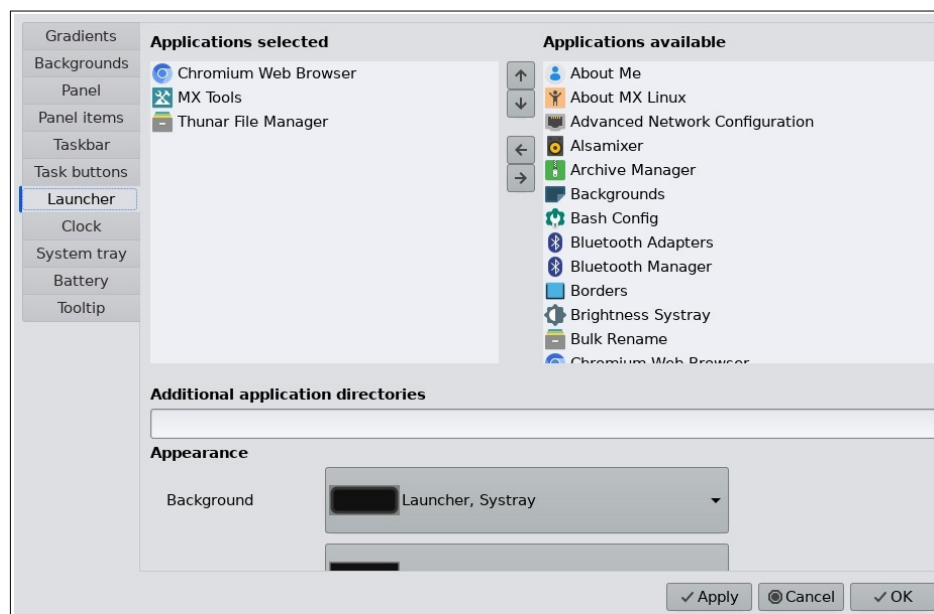 Gradients
Backgrounds
Panel
Panel items
Taskbar
Task buttons
Launcher
Clock
System tray
Battery
Tooltip
Applications selected
Chromium Web Browser
MX Tools
Thunar File Manager
Applications available
About Me
About MX Linux
Advanced Network Configuration
Alsamixer
Archive Manager
Backgrounds
Bash Config
Bluetooth Adapters
Bluetooth Manager
Borders
Brightness Systray
Bulk Rename
Chromium Web Browser
Additional application directories
Appearance
Background
Launcher, Systray
Apply
Cancel
OK